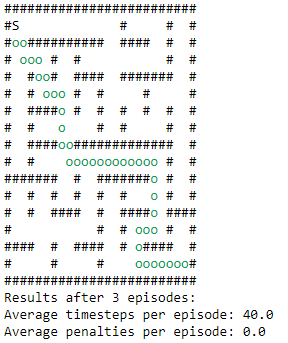 #########################
#S             #     #  #
#oo##########  ####  #  #
# ooo #  #           #  #
#  #oo#  ####  #######  #
#  # ooo #  #     #     #
#  ####o #  #  ####  #  #
#  #   o    #  #     #  #
#  ####oo#############  #
#  #    oooooooooooo #  #
#######  #  #######o #  #
#  #  #  #  #      o #  #
#  #  ####  #  ####o ####
#           #  # ooo #  #
####  #  ####  # o####  #
#     #     #    ooooooo#
#########################
Results after 3 episodes:
Average timesteps per episode: 40.0
Average penalties per episode: 0.0